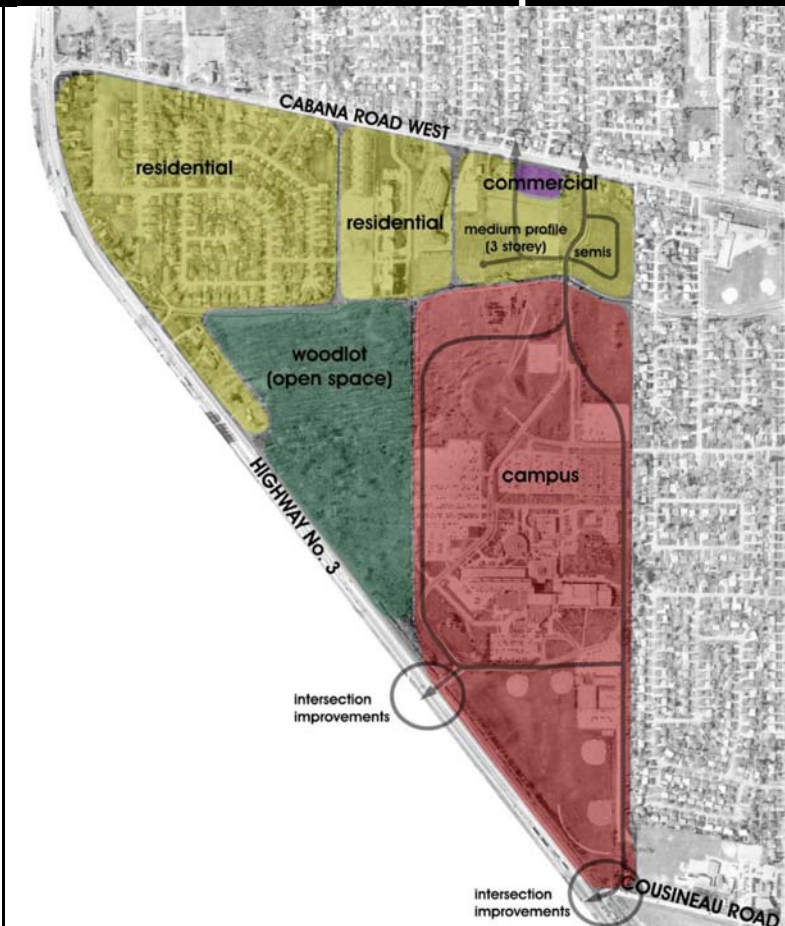 CABANA ROAD WEST
residential
commercial
residential
medium profile
(3 storey)
semis
woodlot
(open space)
campus
HIGHWAY No. 3
intersection
improvements
intersection
improvements
COUSINEAU ROAD